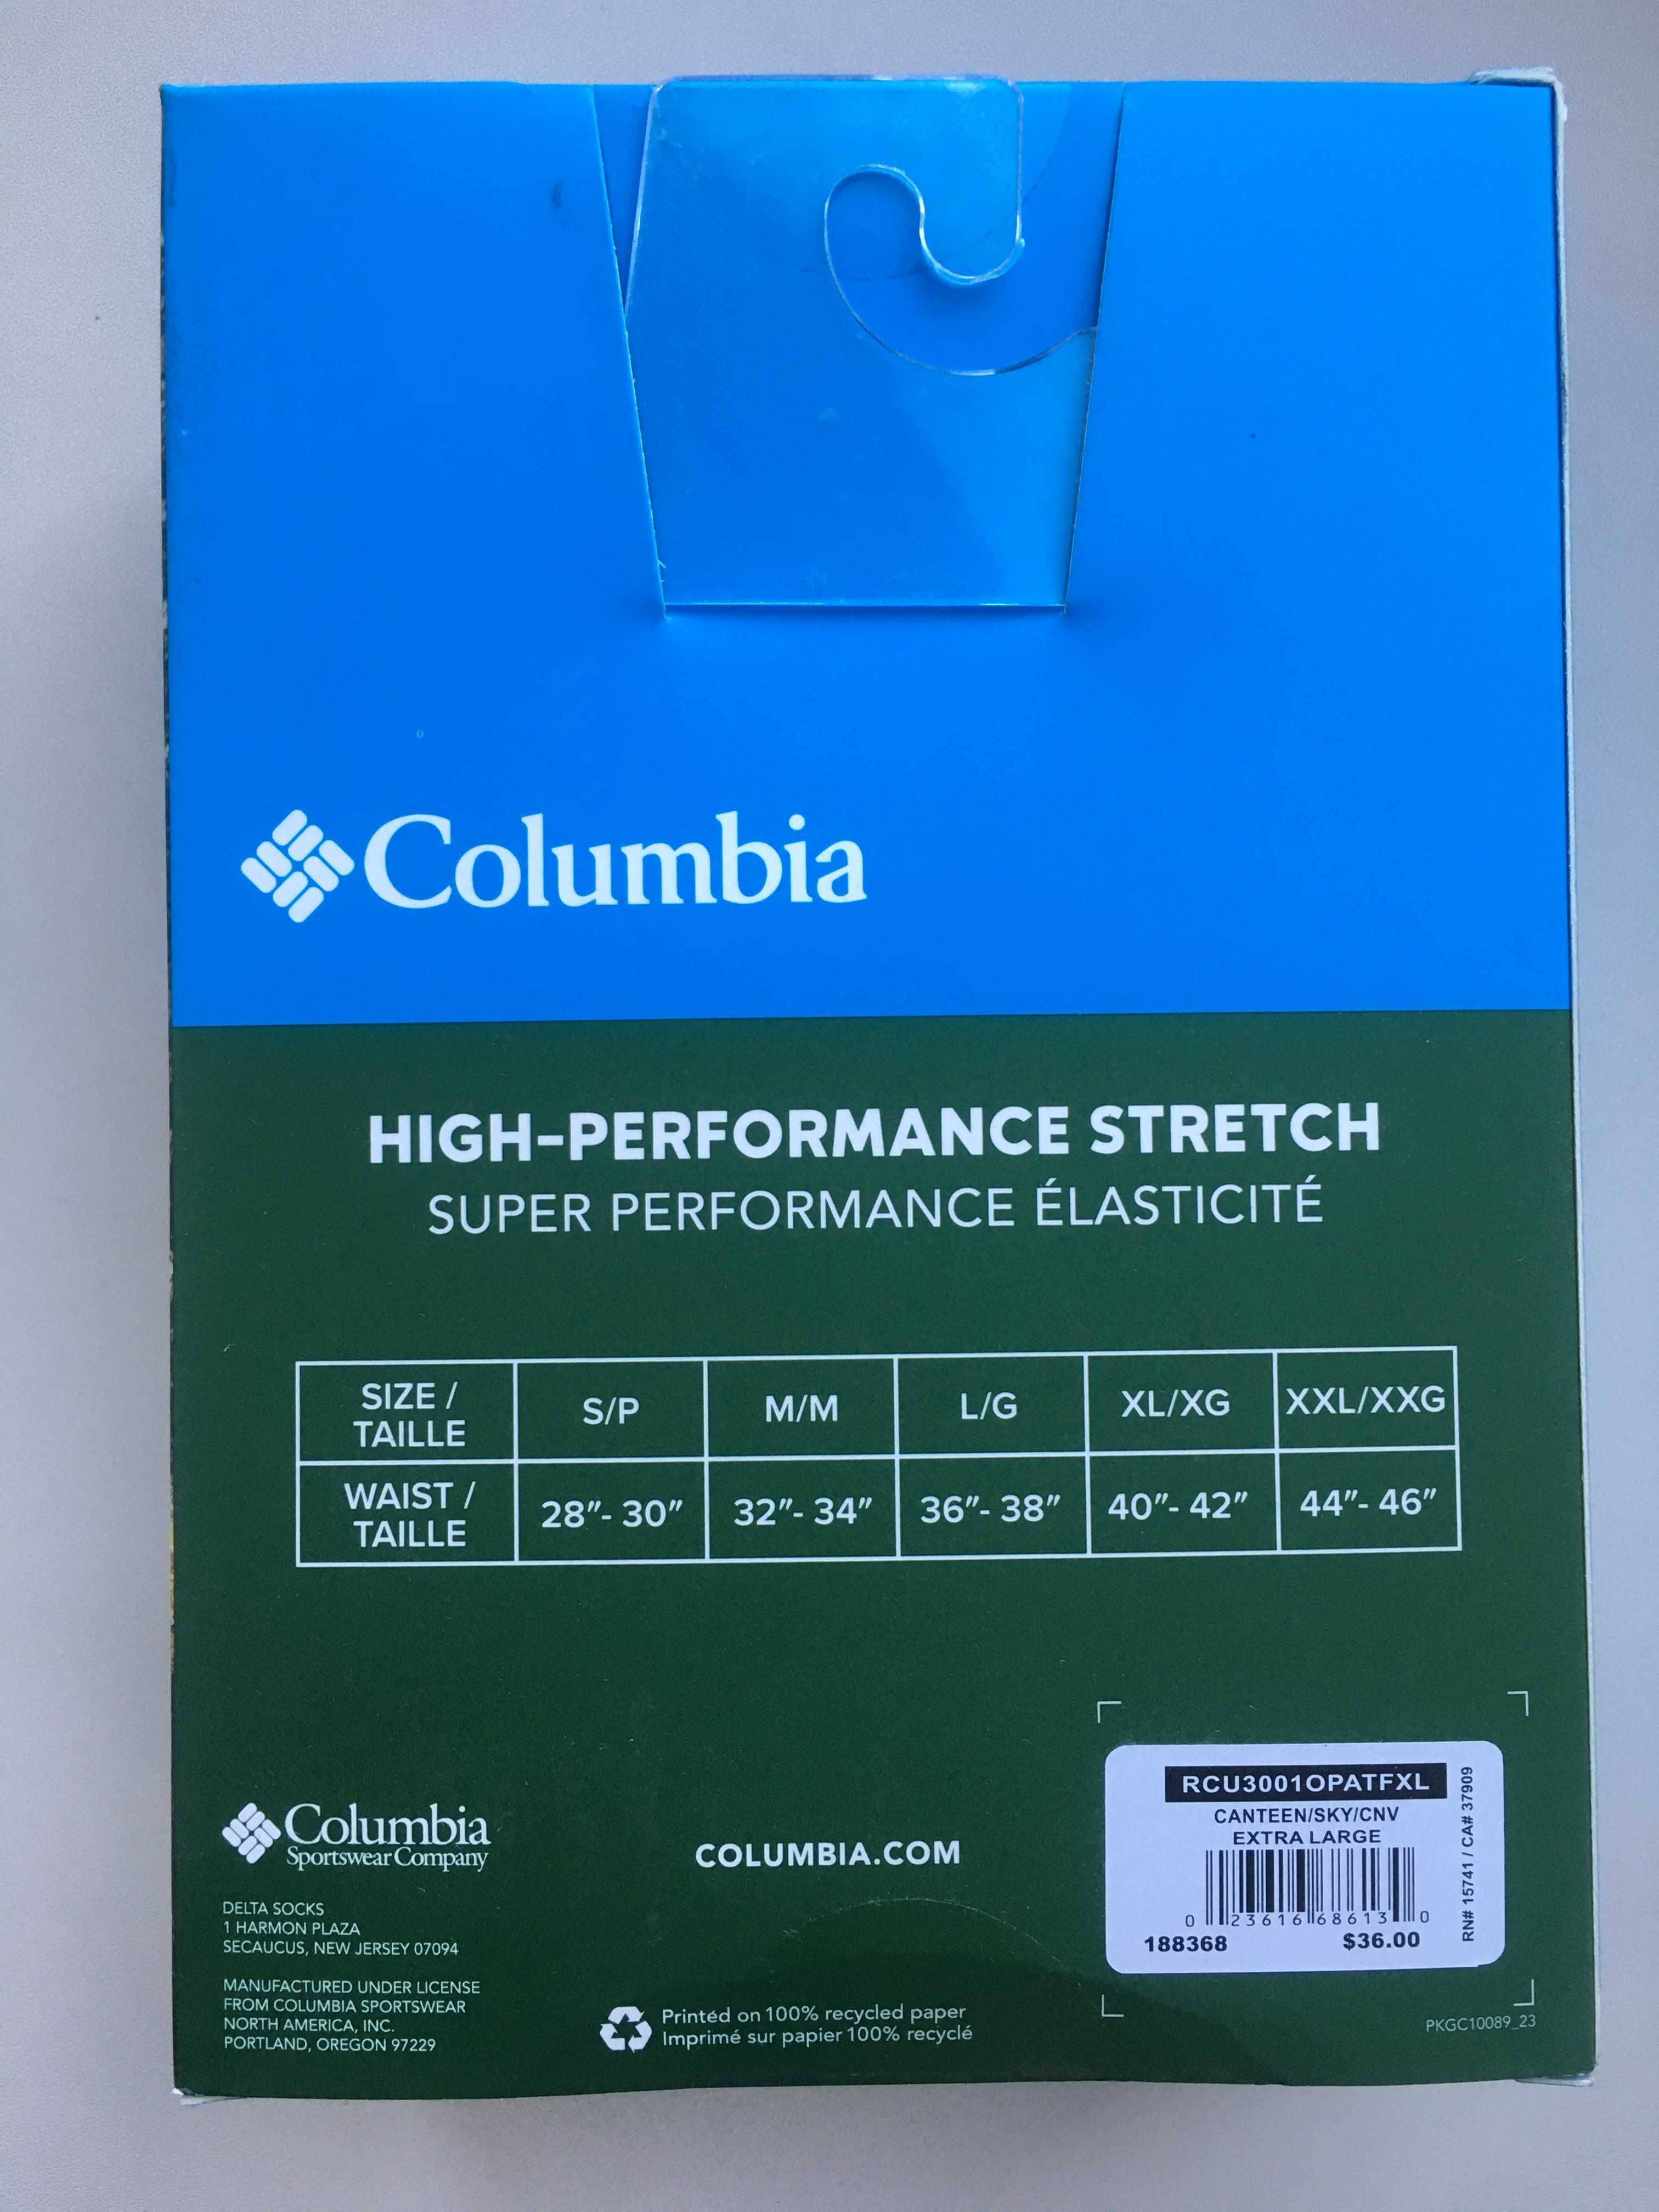 Columbia
HIGH-PERFORMANCE STRETCH
SUPER PERFORMANCE ÉLASTICITÉ
SIZE / TAILLE S/P M/M L/G XL/XG XXL/XXG
WAIST / TAILLE 28″- 30″ 32″- 34″ 36″- 38″ 40″- 42″ 44″- 46″
Columbia
Sportswear Company
DELTA SOCKS
1 HARMON PLAZA
SECAUCUS, NEW JERSEY 07094
MANUFACTURED UNDER LICENSE
FROM COLUMBIA SPORTSWEAR
NORTH AMERICA, INC.
PORTLAND, OREGON 97229
COLUMBIA.COM
Printed on 100% recycled paper
Imprimé sur papier 100% recyclé
RCU3001OPATFXL
CANTEEN/SKY/CNV
EXTRA LARGE
0 23616 68613 0
188368 $36.00
RN# 15741 / CA# 37909
PKGC10089_23